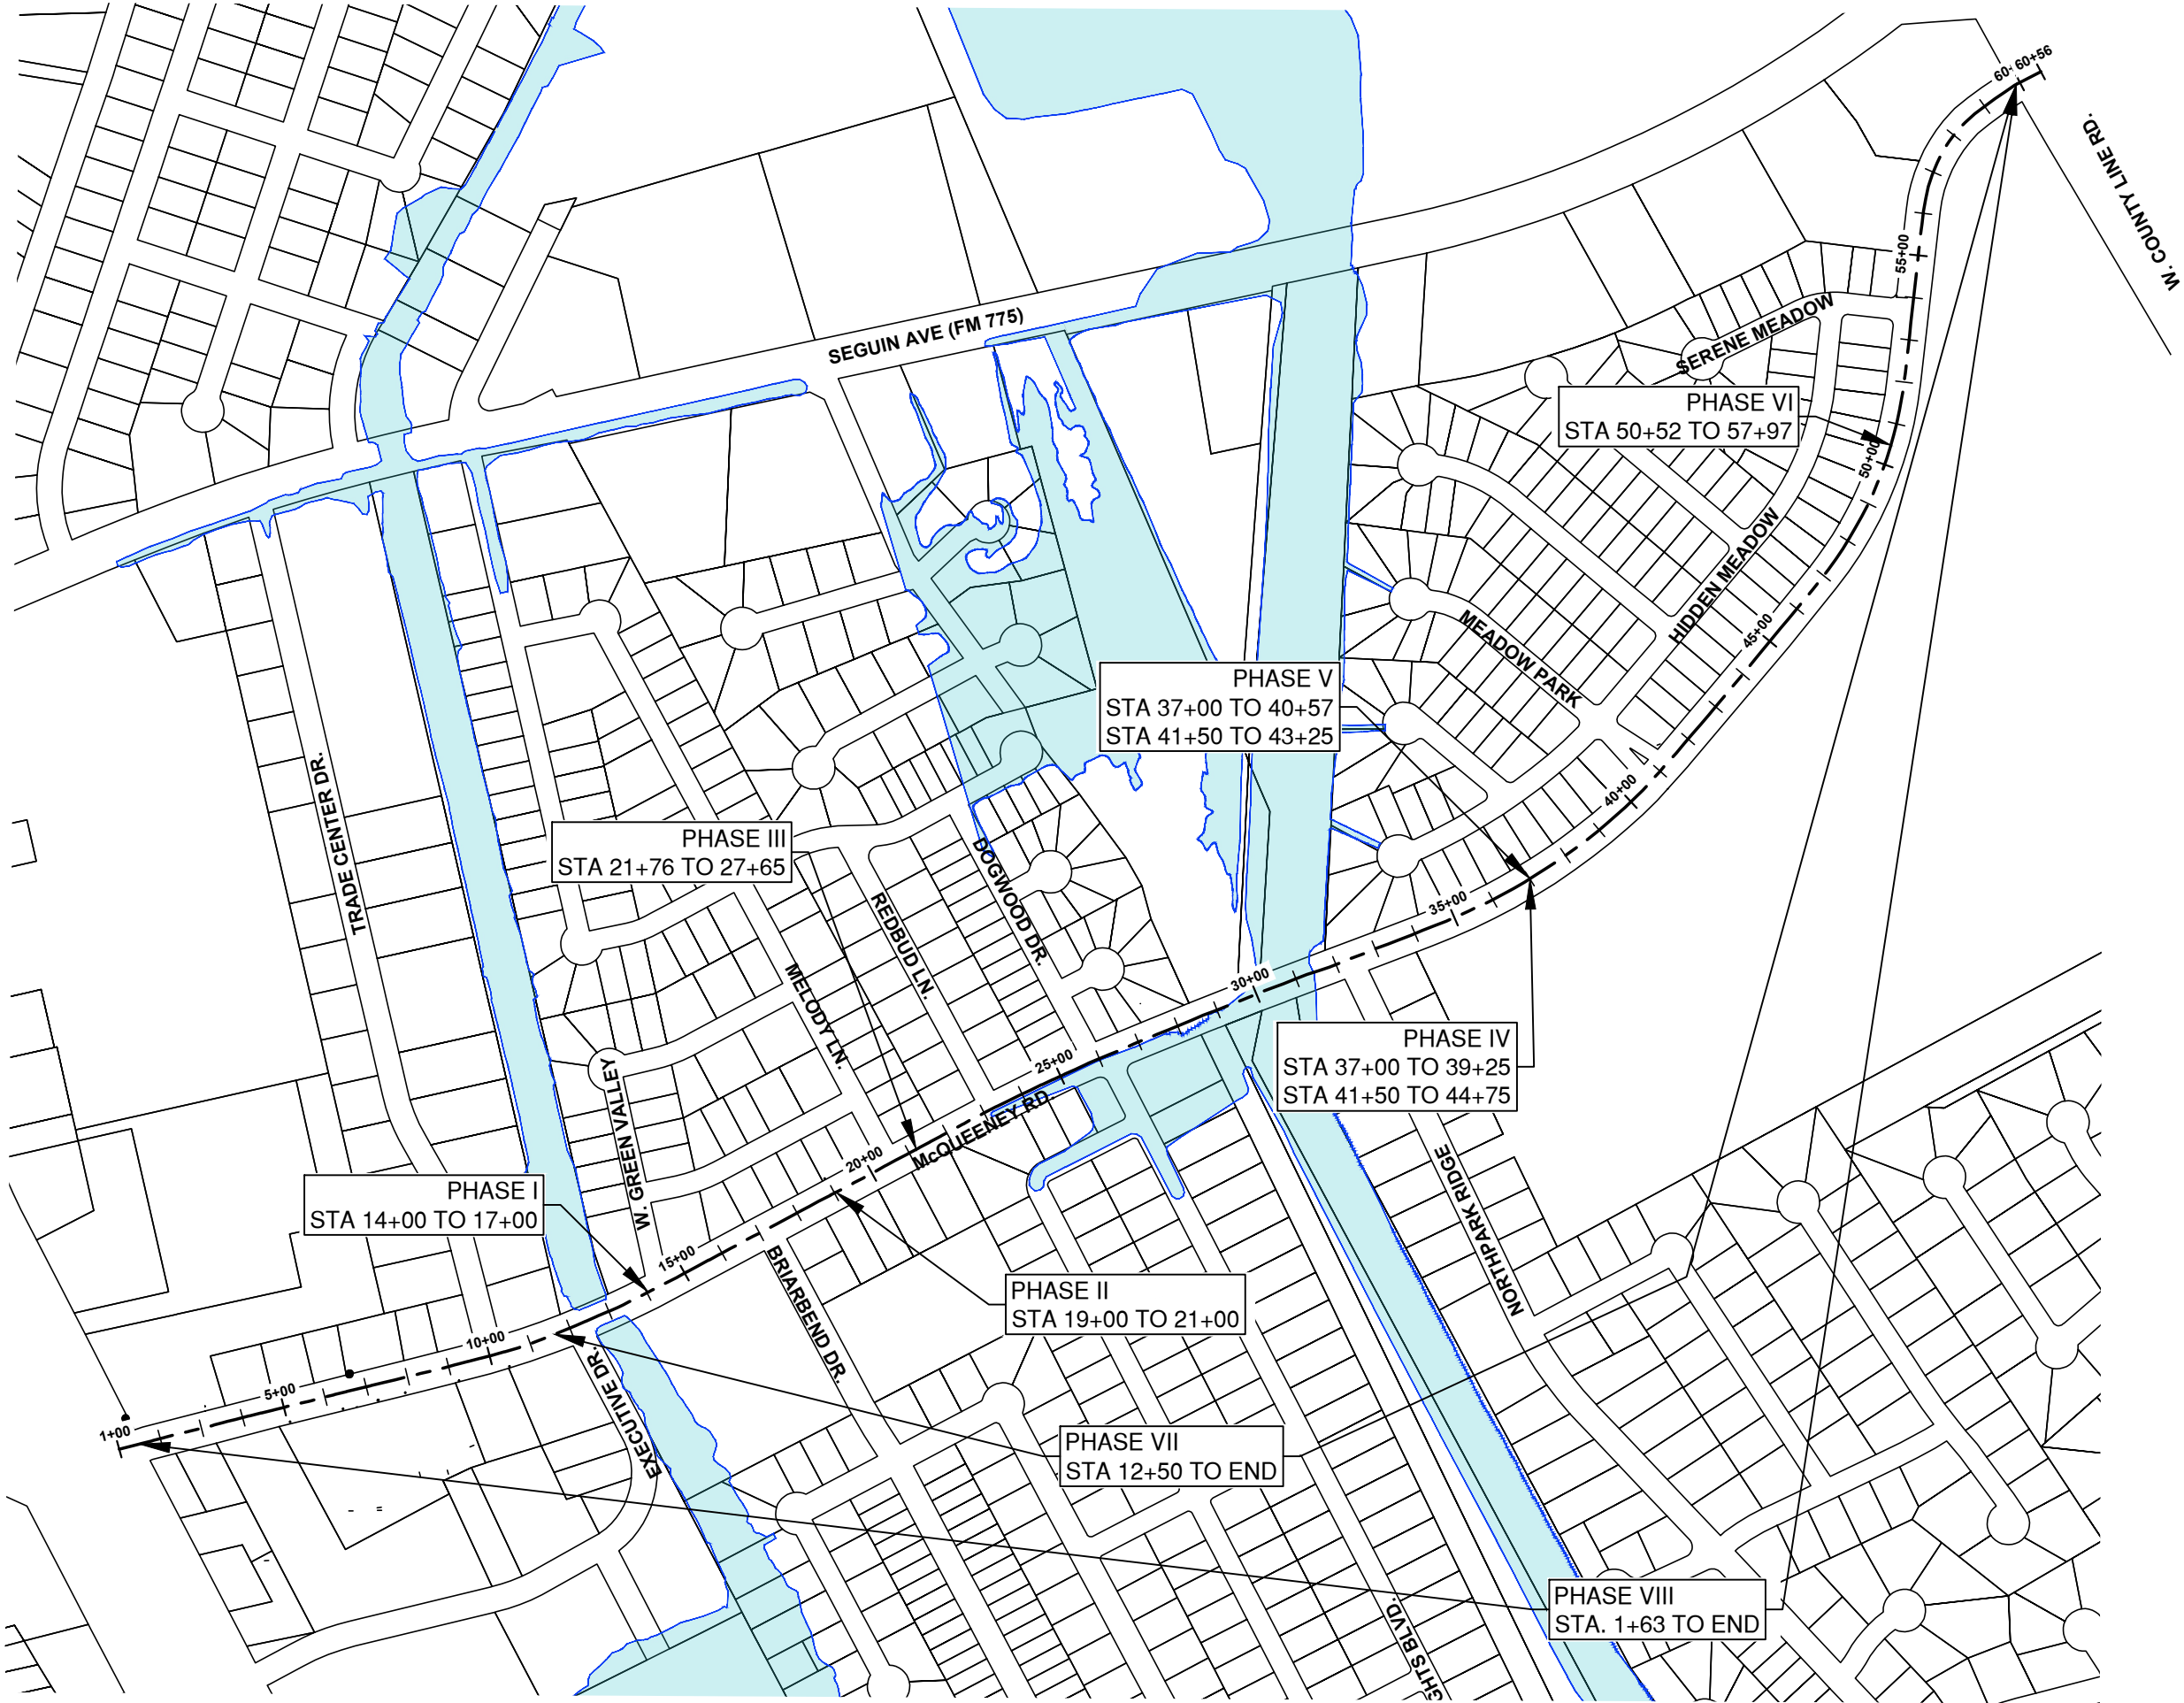 60+56
W. COUNTY LINE RD.
55+00
SERENE MEADOW
SEGUIN AVE (FM 775)
PHASE VI
STA 50+52 TO 57+97
50+00
HIDDEN MEADOW
45+00
MEADOW PARK
PHASE V
STA 37+00 TO 40+57
STA 41+50 TO 43+25
40+00
TRADE CENTER DR.
PHASE III
STA 21+76 TO 27+65
DOGWOOD DR.
REDBUD LN.
35+00
MELODY LN.
30+00
PHASE IV
STA 37+00 TO 39+25
STA 41+50 TO 44+75
25+00
McQUEENEY RD.
W. GREEN VALLEY
20+00
NORTHPARK RIDGE
PHASE I
STA 14+00 TO 17+00
15+00
BRIARBEND DR.
PHASE II
STA 19+00 TO 21+00
10+00
EXECUTIVE DR.
5+00
1+00
PHASE VII
STA 12+50 TO END
PHASE VIII
STA. 1+63 TO END
GHTS BLVD.